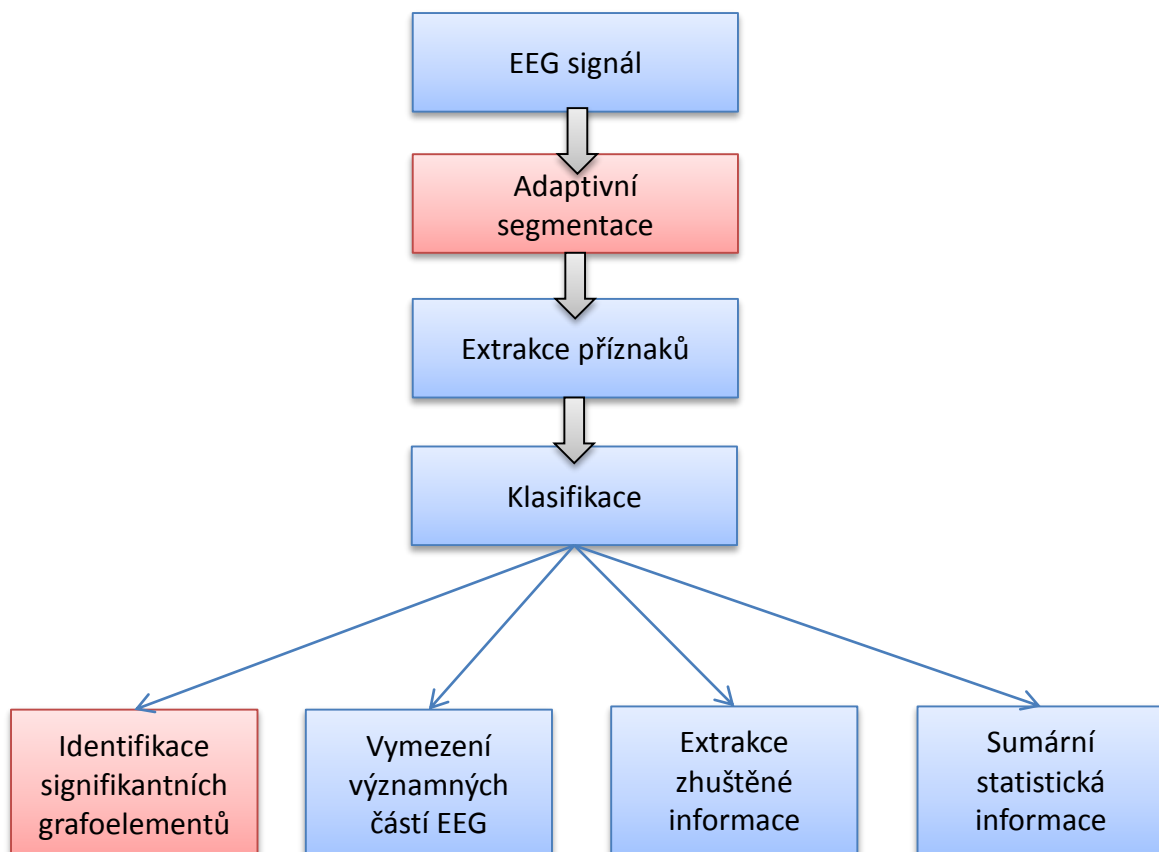 EEG signál
Adaptivní
segmentace
Extrakce příznaků
Klasifikace
Identifikace
signifikantních
grafoelementů
Vymezení
významných
částí EEG
Extrakce
zhuštěné
informace
Sumární
statistická
informace